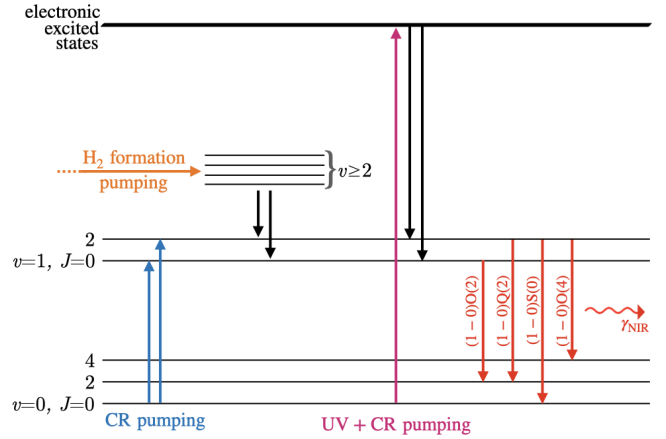 electronic
excited
states
H₂ formation
pumping
v≥2
2
v=1, J=0
(1−0)O(2)
(1−0)Q(2)
(1−0)S(0)
(1−0)O(4)
γNIR
4
2
v=0, J=0
CR pumping
UV + CR pumping